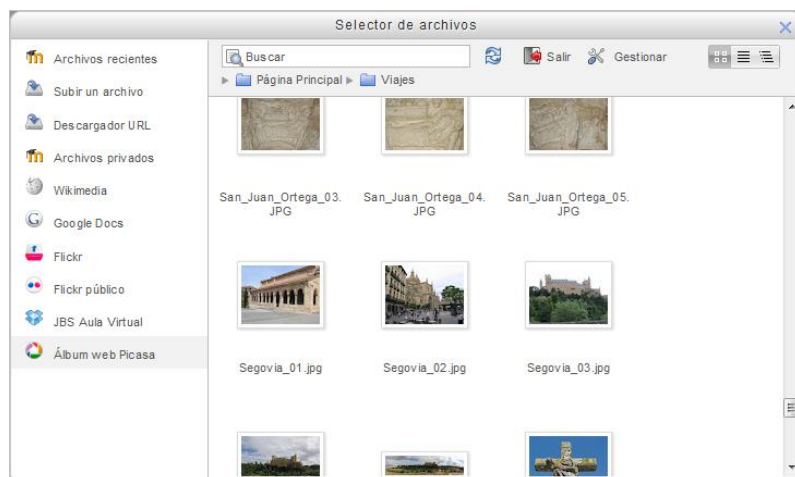 Selector de archivos
Archivos recientes
Subir un archivo
Descargador URL
Archivos privados
Wikimedia
Google Docs
Flickr
Flickr público
JBS Aula Virtual
Álbum web Picasa
Buscar
Salir
Gestionar
Página Principal
Viajes
San_Juan_Ortega_03.
JPG
San_Juan_Ortega_04.
JPG
San_Juan_Ortega_05.
JPG
Segovia_01.jpg
Segovia_02.jpg
Segovia_03.jpg